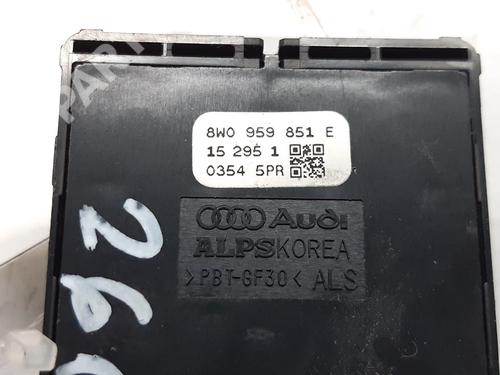 8W0 959 851 E
15 295 1
0354 5PR
Audi
ALPSKOREA
>PBT-GF30< ALS
26